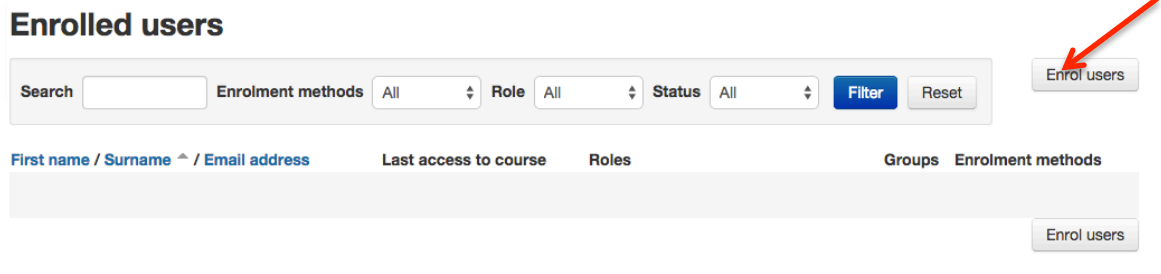 Enrolled users
Enrol users
Search Enrolment methods All Role All Status All Filter Reset
First name / Surname / Email address Last access to course Roles Groups Enrolment methods
Enrol users